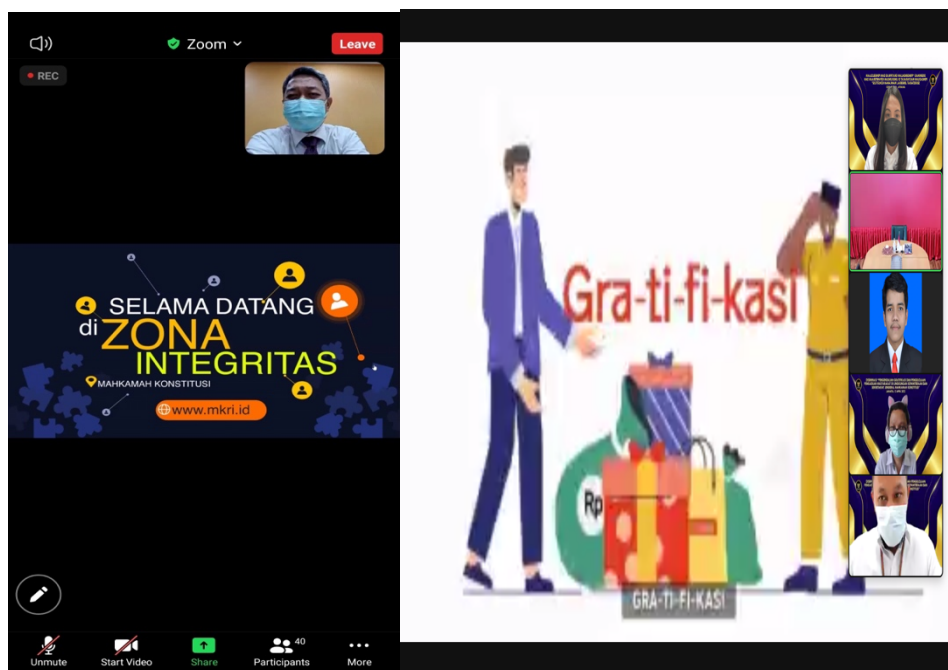 Zoom
Leave
REC
SELAMA DATANG
di ZONA
INTEGRITAS
MAHKAMAH KONSTITUSI
www.mkri.id
Unmute
Start Video
Share
40
Participants
More
Gra-ti-fi-kasi
Rp
GRA-TI-FI-KASI